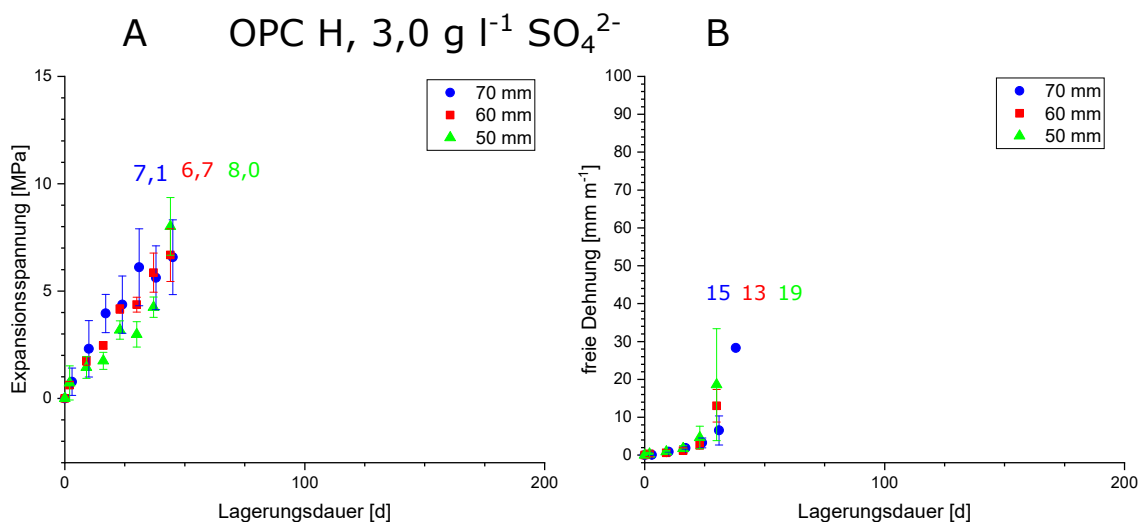 A OPC H, 3,0 g l⁻¹ SO₄²⁻ B
15
10
5
0
Expansionsspannung [MPa]
70 mm
60 mm
50 mm
7,1 6,7 8,0
0 100 200
Lagerungsdauer [d]
100
90
80
70
60
50
40
30
20
10
0
freie Dehnung [mm m⁻¹]
70 mm
60 mm
50 mm
15 13 19
0 100 200
Lagerungsdauer [d]